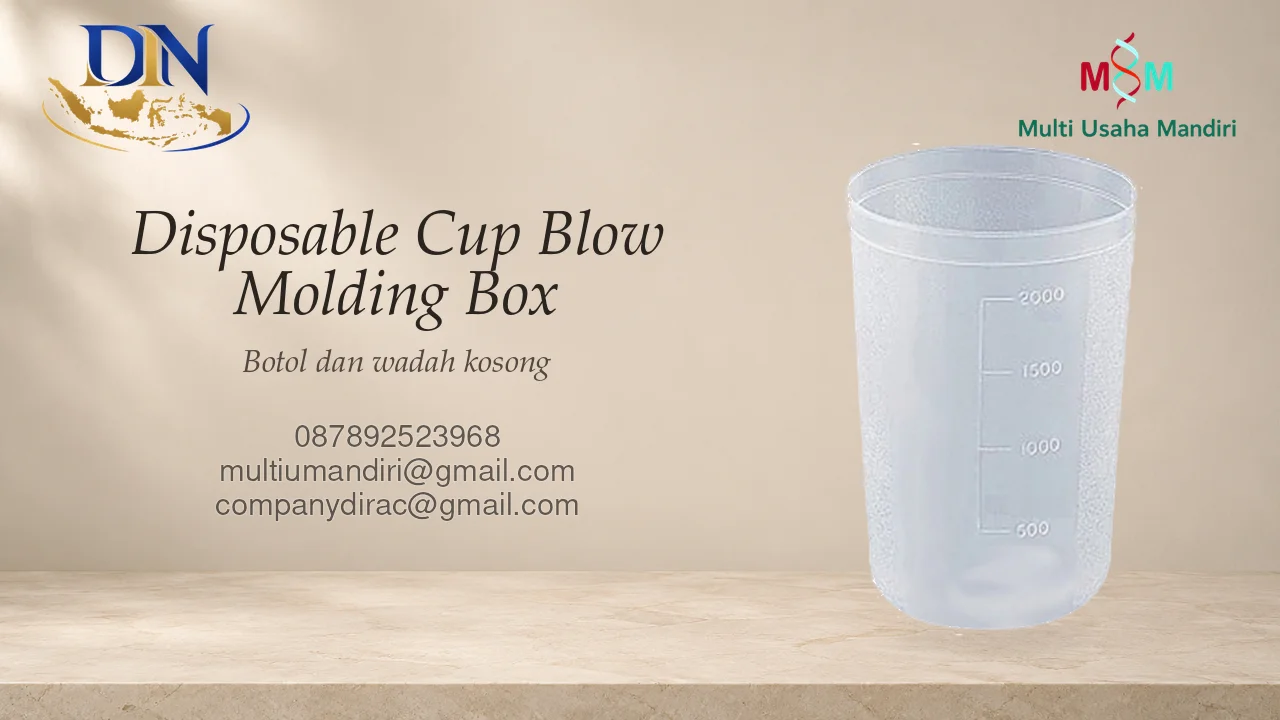 DN
M M
Multi Usaha Mandiri
Disposable Cup Blow
Molding Box
Botol dan wadah kosong
087892523968
multiumandiri@gmail.com
companydirac@gmail.com
2000
1500
1000
500